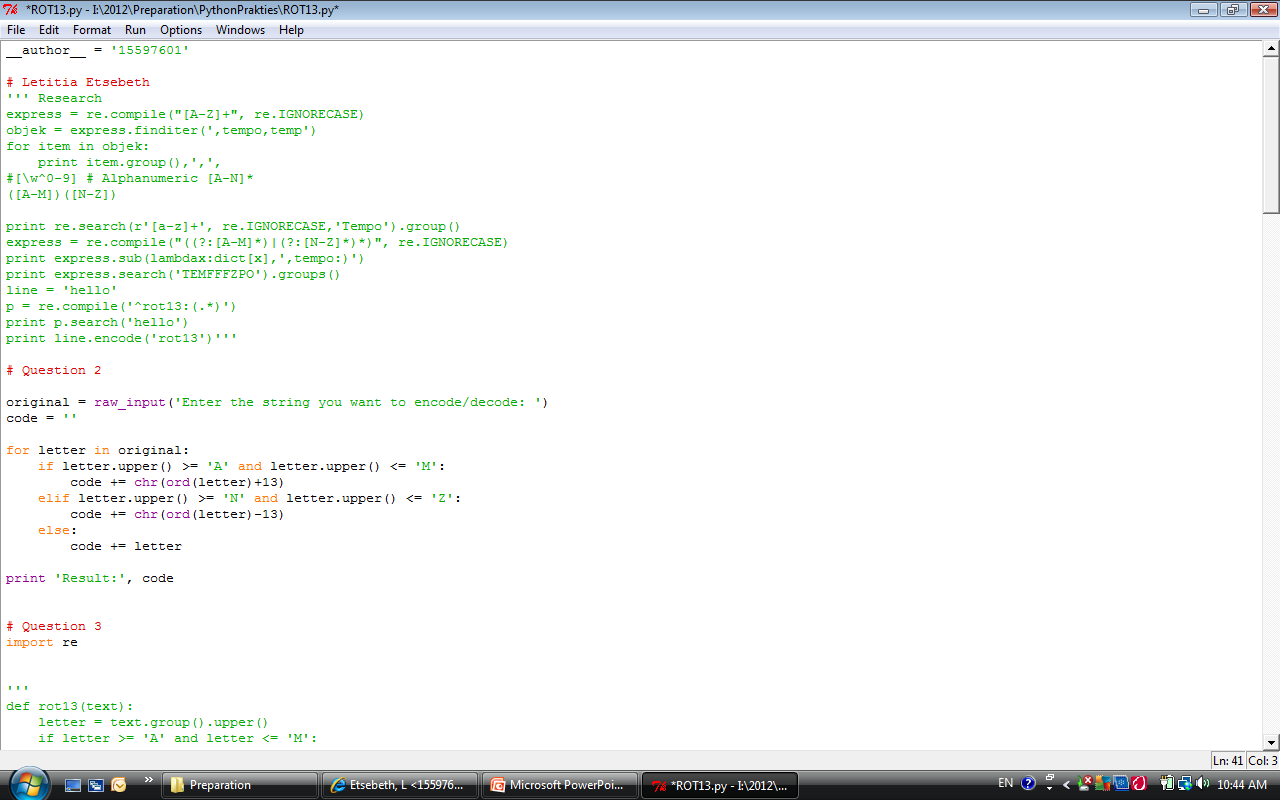 *ROT13.py - I:\2012\Preparation\PythonPrakties\ROT13.py*
File Edit Format Run Options Windows Help
__author__ = '15597601'

# Letitia Etsebeth
''' Research
express = re.compile("[A-Z]+", re.IGNORECASE)
objek = express.finditer(',tempo,temp')
for item in objek:
    print item.group(),',',
#[\w^0-9] # Alphanumeric [A-N]*
([A-M])([N-Z])

print re.search(r'[a-z]+', re.IGNORECASE,'Tempo').group()
express = re.compile("((?:[A-M]*)|(?:[N-Z]*)*)", re.IGNORECASE)
print express.sub(lambdax:dict[x],',tempo:)')
print express.search('TEMFFFZPO').groups()
line = 'hello'
p = re.compile('^rot13:(.*)')
print p.search('hello')
print line.encode('rot13')'''

# Question 2

original = raw_input('Enter the string you want to encode/decode: ')
code = ''

for letter in original:
    if letter.upper() >= 'A' and letter.upper() <= 'M':
        code += chr(ord(letter)+13)
    elif letter.upper() >= 'N' and letter.upper() <= 'Z':
        code += chr(ord(letter)-13)
    else:
        code += letter

print 'Result:', code

# Question 3
import re

'''
def rot13(text):
    letter = text.group().upper()
    if letter >= 'A' and letter <= 'M':
Ln: 41 Col: 3
» Preparation Etsebeth, L <155976... Microsoft PowerPoi... *ROT13.py - I:\2012\... EN 10:44 AM